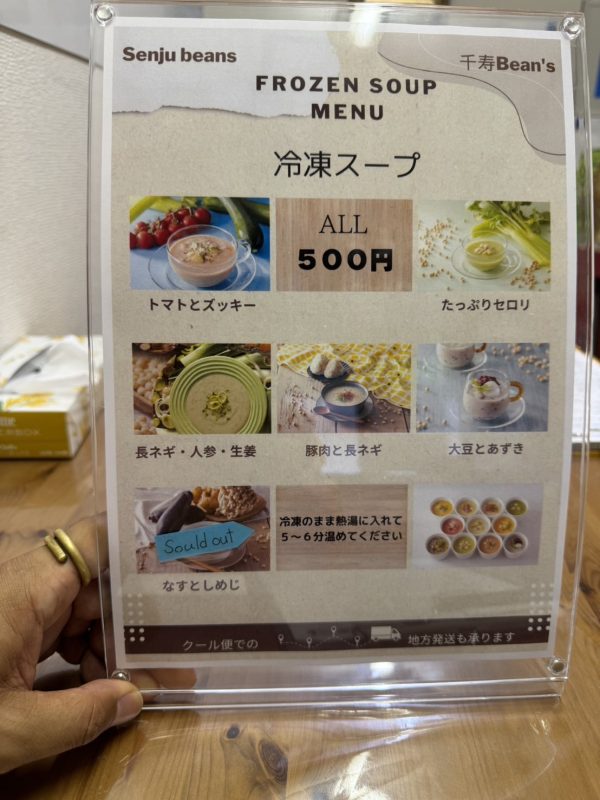 Senju beans
千寿Bean's
FROZEN SOUP
MENU
冷凍スープ
ALL
５００円
トマトとズッキー
たっぷりセロリ
長ネギ・人参・生姜
豚肉と長ネギ
大豆とあずき
Sould out
冷凍のまま熱湯に入れて
５～６分温めてください
なすとしめじ
クール便での
地方発送も承ります